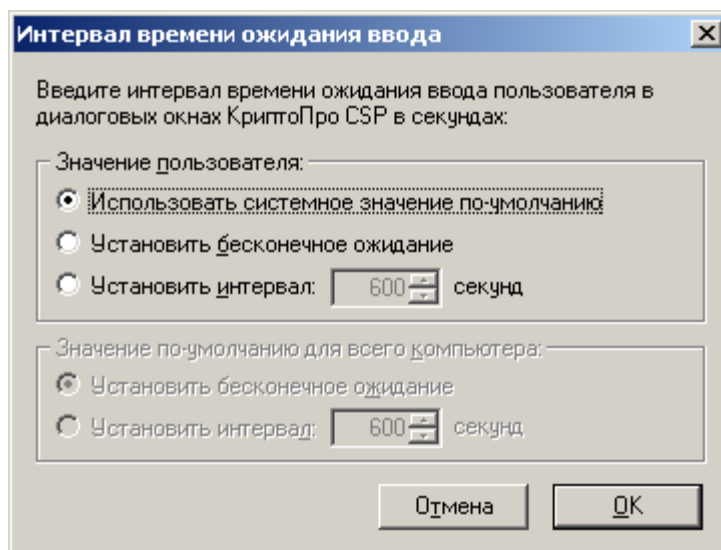 Интервал времени ожидания ввода
Введите интервал времени ожидания ввода пользователя в
диалоговых окнах КриптоПро CSP в секундах:
Значение пользователя:
Использовать системное значение по-умолчанию
Установить бесконечное ожидание
Установить интервал: 600 секунд
Значение по-умолчанию для всего компьютера:
Установить бесконечное ожидание
Установить интервал: 600 секунд
Отмена OK